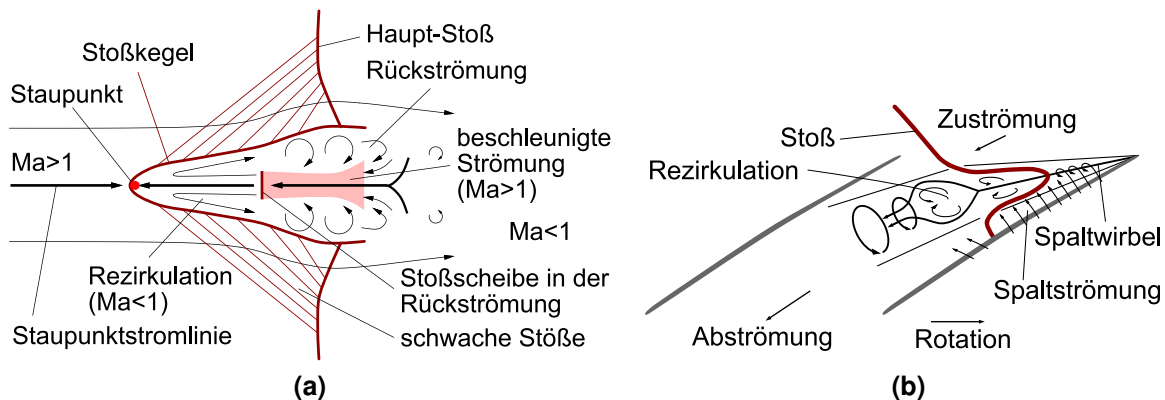 Haupt-Stoß
Stoßkegel
Rückströmung
Staupunkt
beschleunigte
Strömung
(Ma>1)
Ma>1
Ma<1
Rezirkulation
(Ma<1)
Stoßscheibe in der
Rückströmung
Staupunktstromlinie
schwache Stöße
(a)
Stoß
Zuströmung
Rezirkulation
Spaltwirbel
Spaltströmung
Abströmung
Rotation
(b)